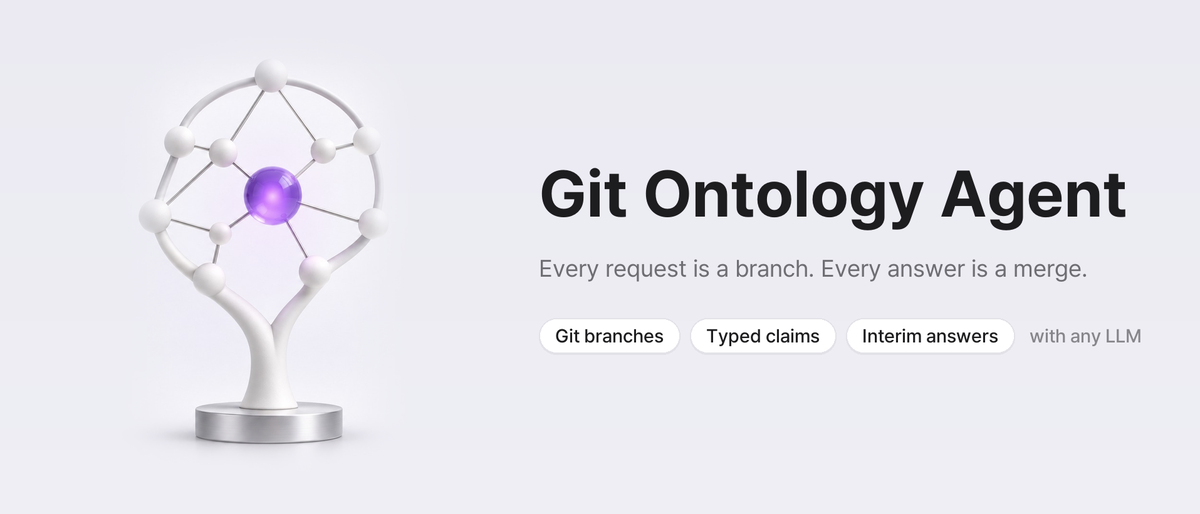 Git Ontology Agent
Every request is a branch. Every answer is a merge.
Git branches Typed claims Interim answers with any LLM